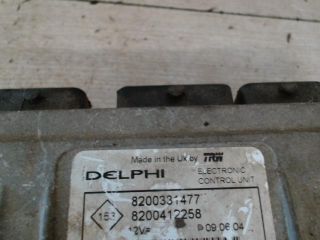 Made in the UK by TRW
DELPHI
ELECTRONIC
CONTROL UNIT
8200331477
153
8200412258
12V=
09 06 04